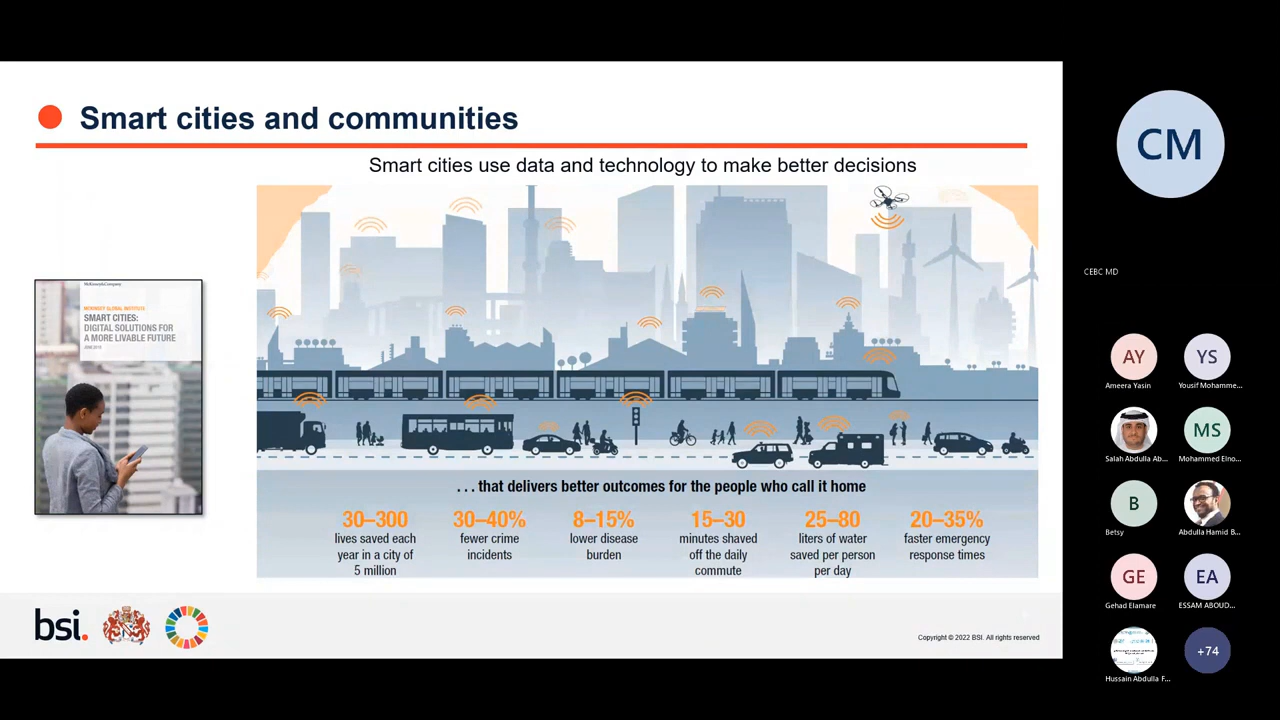 Smart cities and communities
Smart cities use data and technology to make better decisions
McKinsey&Company
MCKINSEY GLOBAL INSTITUTE
SMART CITIES:
DIGITAL SOLUTIONS FOR
A MORE LIVABLE FUTURE
. . . that delivers better outcomes for the people who call it home
30–300
lives saved each
year in a city of
5 million
30–40%
fewer crime
incidents
8–15%
lower disease
burden
15–30
minutes shaved
off the daily
commute
25–80
liters of water
saved per person
per day
20–35%
faster emergency
response times
bsi.
Copyright © 2022 BSI. All rights reserved
CM
CEBC MD
AY
Ameera Yasin
YS
Yousif Mohamme...
Salah Abdulla Ab...
MS
Mohammed Elno...
B
Betsy
Abdulla Hamid B...
GE
Gehad Elamare
EA
ESSAM ABOUD...
Hussain Abdulla F...
+74